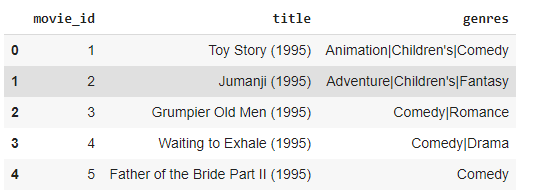 movie_id title genres
0 1 Toy Story (1995) Animation|Children's|Comedy
1 2 Jumanji (1995) Adventure|Children's|Fantasy
2 3 Grumpier Old Men (1995) Comedy|Romance
3 4 Waiting to Exhale (1995) Comedy|Drama
4 5 Father of the Bride Part II (1995) Comedy